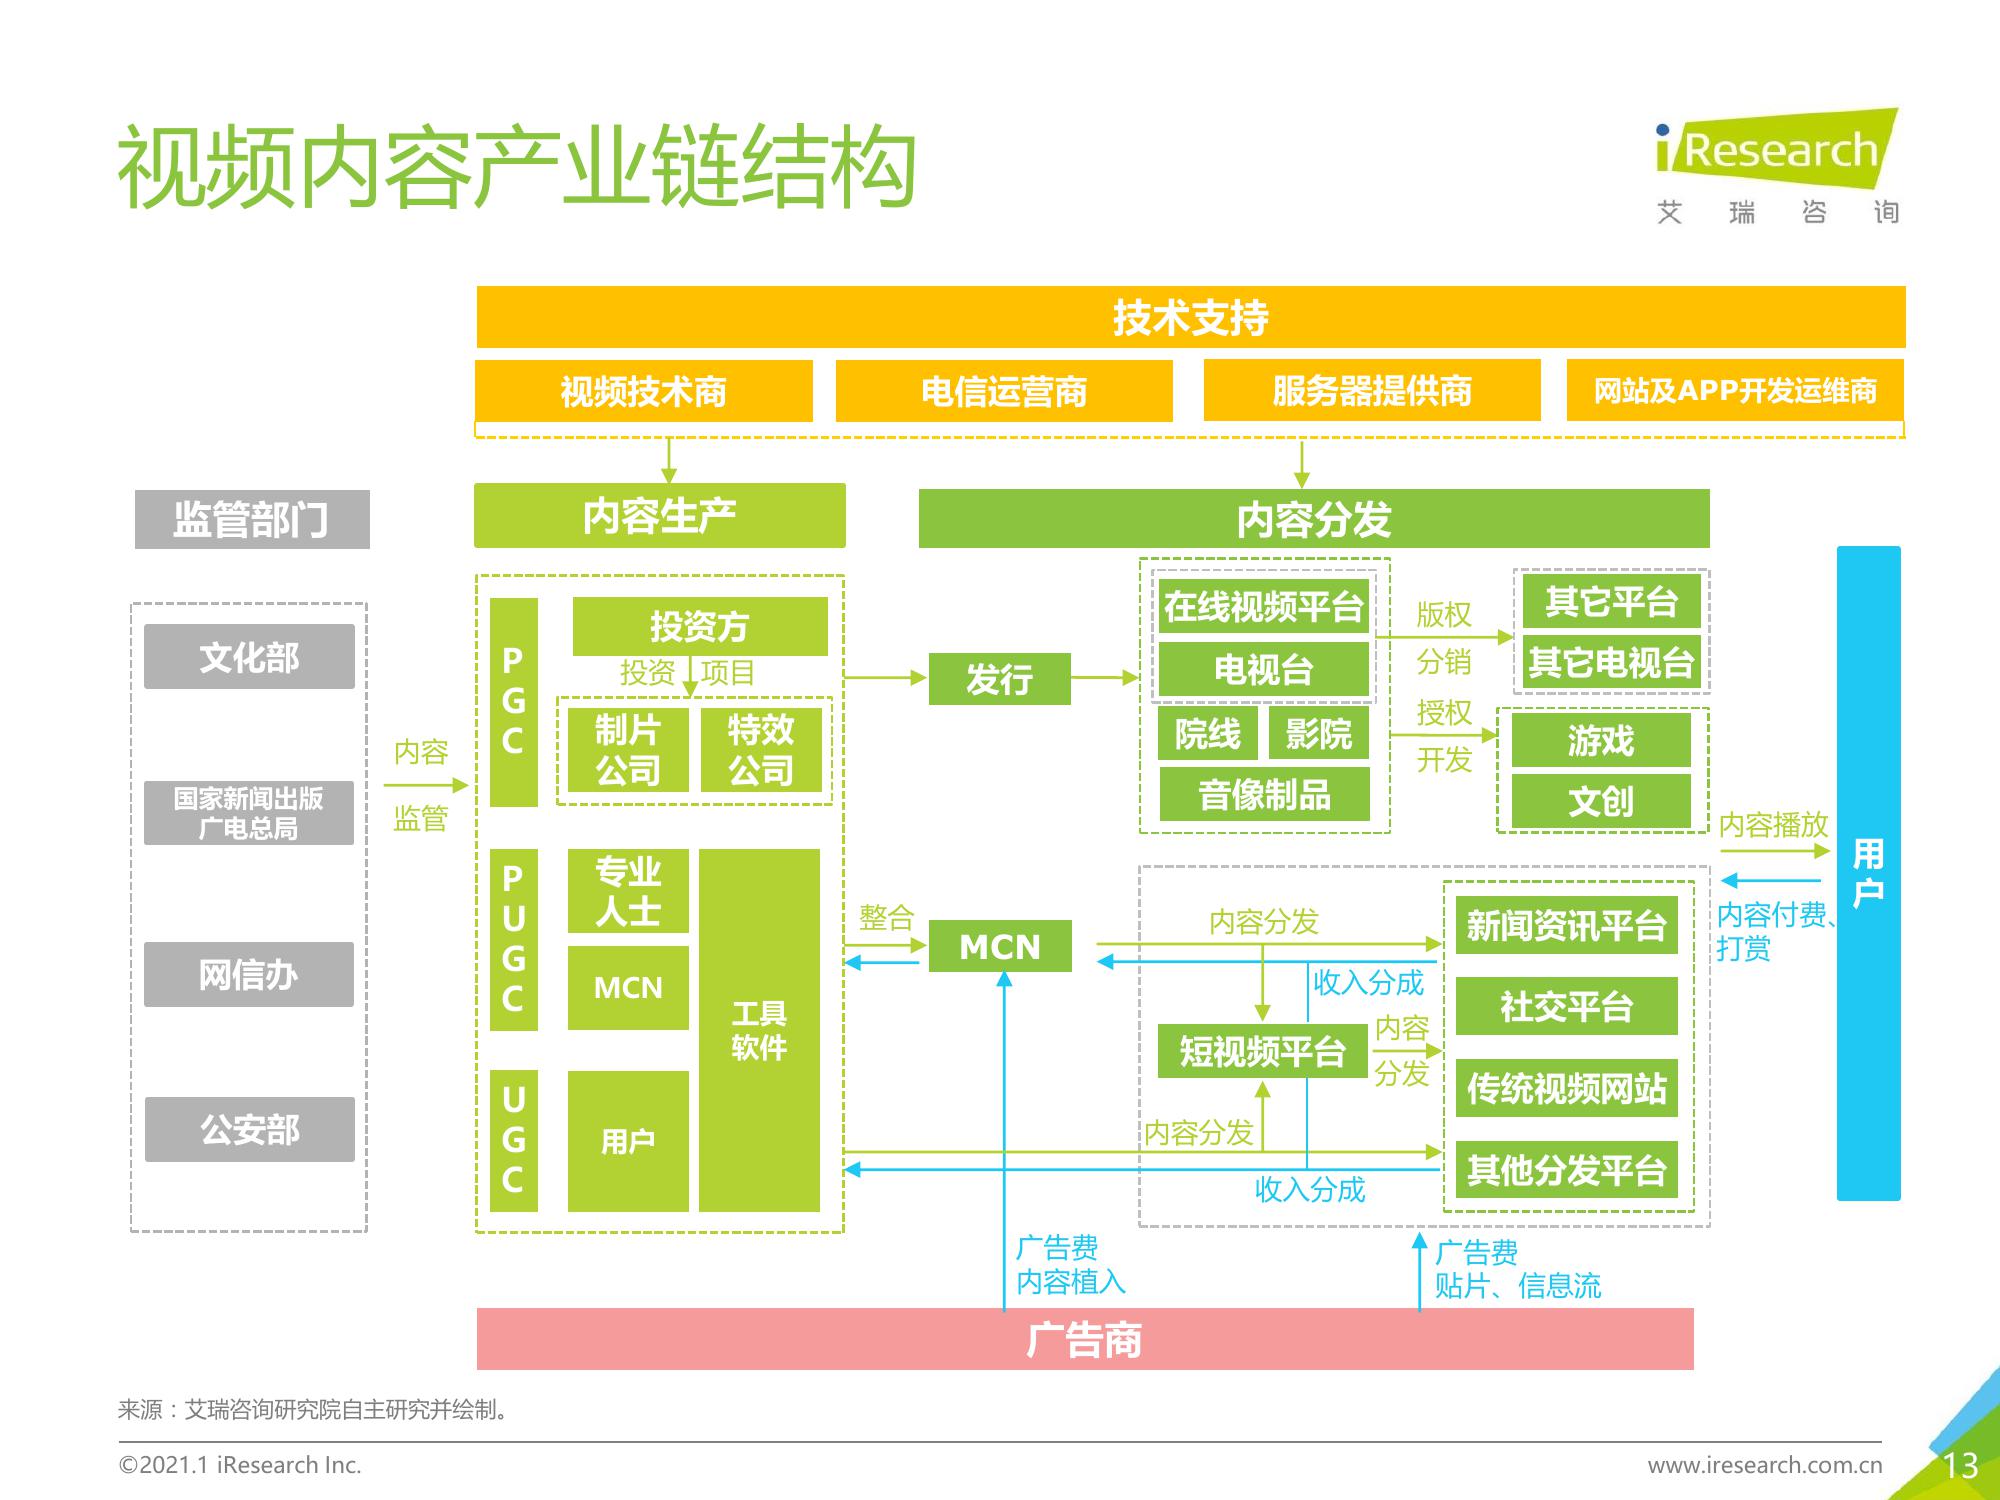 视频内容产业链结构
iResearch
艾 瑞 咨 询
技术支持
视频技术商
电信运营商
服务器提供商
网站及APP开发运维商
监管部门
内容生产
内容分发
文化部
国家新闻出版
广电总局
网信办
公安部
内容
监管
PGC
投资方
投资 项目
制片
公司
特效
公司
PUGC
专业
人士
MCN
工具
软件
UGC
用户
发行
在线视频平台
电视台
院线
影院
音像制品
版权
分销
授权
开发
其它平台
其它电视台
游戏
文创
整合
MCN
内容分发
收入分成
短视频平台
内容
分发
内容分发
收入分成
新闻资讯平台
社交平台
传统视频网站
其他分发平台
内容播放
内容付费、
打赏
用户
广告费
内容植入
广告费
贴片、信息流
广告商
来源：艾瑞咨询研究院自主研究并绘制。
©2021.1 iResearch Inc.
www.iresearch.com.cn
13